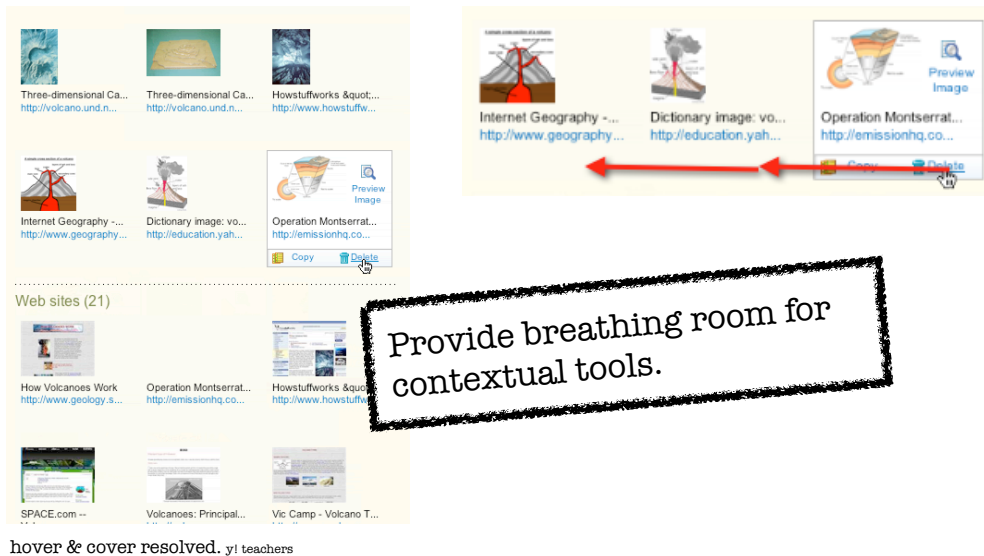 Three-dimensional Ca...
http://volcano.und.n...
Three-dimensional Ca...
http://volcano.und.n...
Howstuffworks &quot;...
http://www.howstuffw...
Internet Geography -...
http://www.geography...
Dictionary image: vo...
http://education.yah...
Preview
Image
Operation Montserrat...
http://emissionhq.co...
Copy
Delete
Web sites (21)
How Volcanoes Work
http://www.geology.s...
Operation Montserrat...
http://emissionhq.co...
Howstuffworks &quo
http://www.howstuffw
SPACE.com --
Volcanoes: Principal...
Vic Camp - Volcano T...
Internet Geography -...
http://www.geography...
Dictionary image: vo...
http://education.yah...
Preview
Image
Operation Montserrat...
http://emissionhq.co...
Copy
Delete
Provide breathing room for
contextual tools.
hover & cover resolved. y! teachers